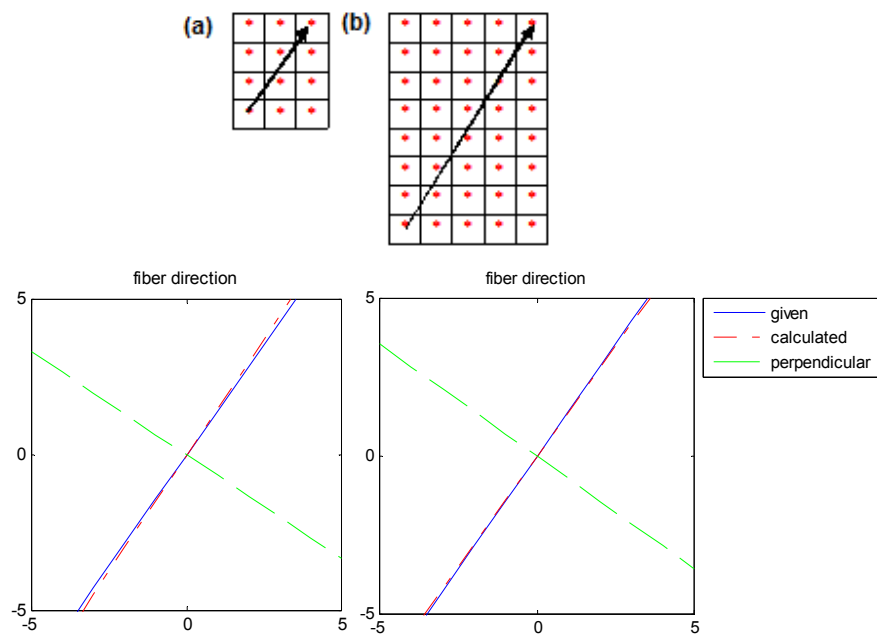 (a) (b)
fiber direction
5
0
-5
-5 0 5
fiber direction
5
0
-5
-5 0 5
given
calculated
perpendicular